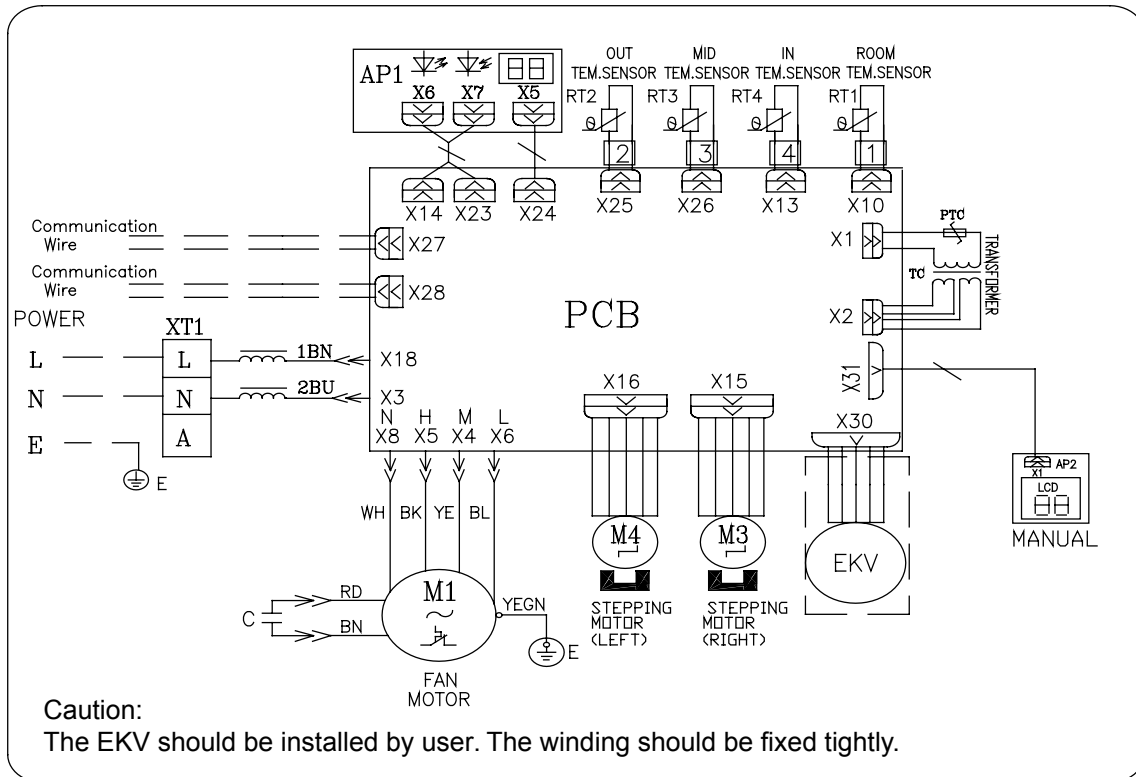 OUT MID IN ROOM
TEM.SENSOR TEM.SENSOR TEM.SENSOR TEM.SENSOR
AP1
X6 X7 X5
RT2 RT3 RT4 RT1
θ θ θ θ
2 3 4 1
X14 X23 X24 X25 X26 X13 X10
Communication
Wire
X27
X1
PTC
TRANSFORMER
TC
Communication
Wire
X28
X2
PCB
POWER
XT1
L L 1BN X18
X31
N N 2BU X3
X16 X15
E A
N H M L
X8 X5 X4 X6
X30
E
AP2
X1
LCD
MANUAL
WH BK YE BL
M4 M3
EKV
M1
~
RD
C
BN
YEGN
E
STEPPING
MOTOR
(LEFT)
STEPPING
MOTOR
(RIGHT)
FAN
MOTOR
Caution:
The EKV should be installed by user. The winding should be fixed tightly.